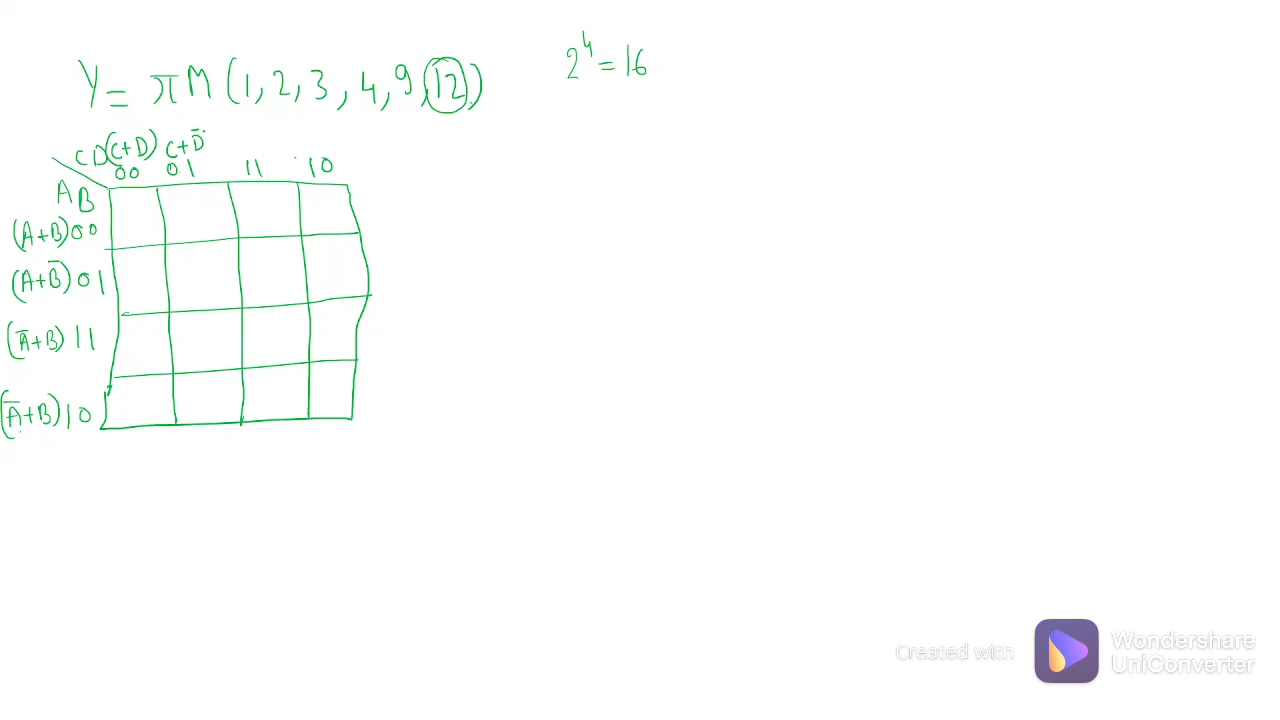 Y = πM (1, 2, 3, 4, 9, 12)
2⁴ = 16
CD (C+D) C+D̅
00 01 11 10
AB
(A+B) 00
(A+B̅) 01
(A̅+B) 11
(A̅+B) 10
Created with
Wondershare
UniConverter